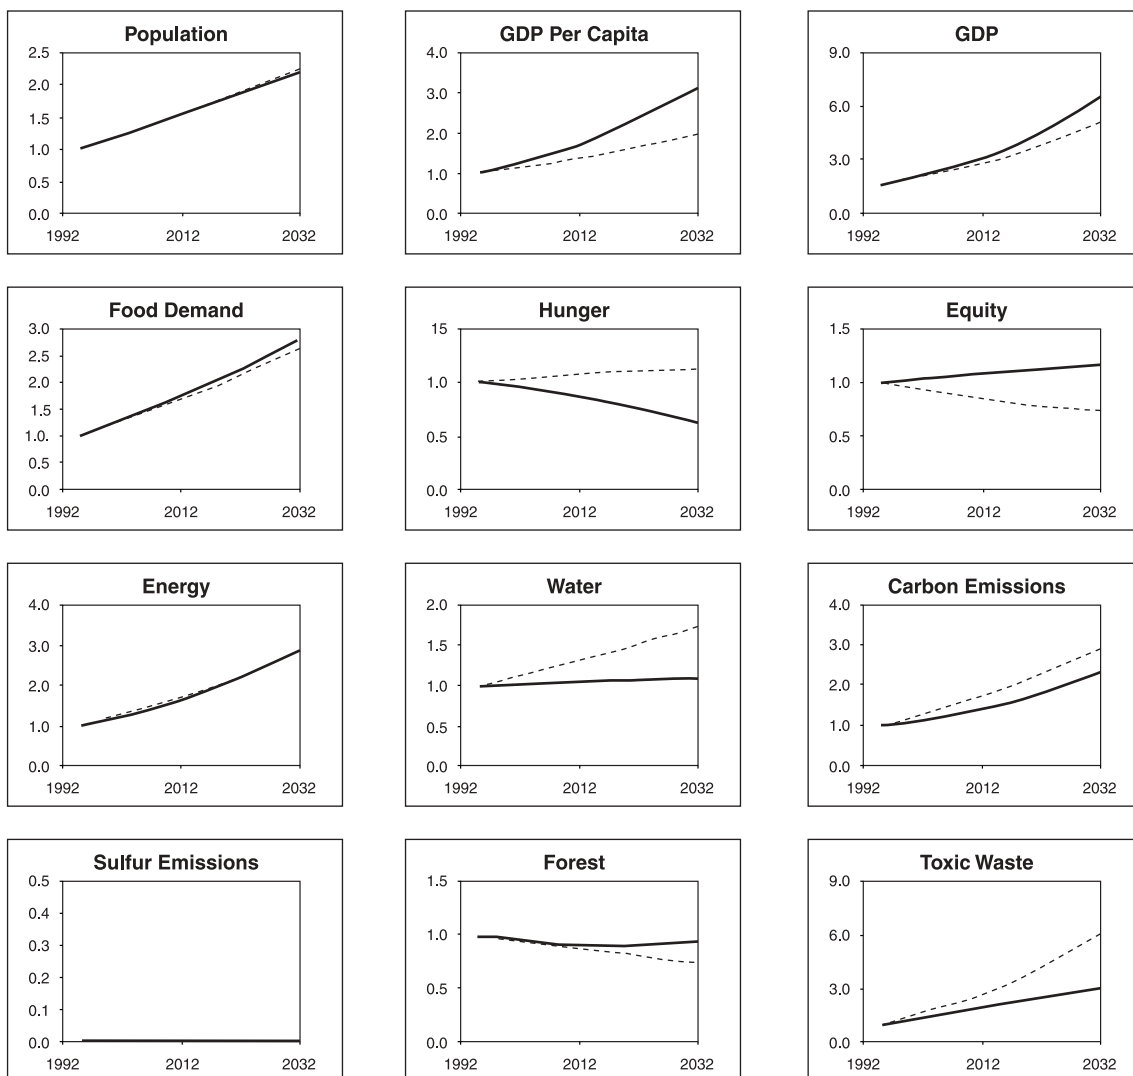 Population
2.5
2.0
1.5
1.0
0.5
0.0
1992 2012 2032
GDP Per Capita
4.0
3.0
2.0
1.0
0.0
1992 2012 2032
GDP
9.0
6.0
3.0
0.0
1992 2012 2032
Food Demand
3.0
2.5
2.0
1.5
1.0.
0.5
0.0
1992 2012 2032
Hunger
15
1.0
0.5
0.0
1992 2012 2032
Equity
1.5
1.0
0.5
0.0
1992 2012 2032
Energy
4.0
3.0
2.0
1.0
0.0
1992 2012 2032
Water
2.0
1.5
1.0
0.5
0.0
1992 2012 2032
Carbon Emissions
4.0
3.0
2.0
1.0
0.0
1992 2012 2032
Sulfur Emissions
0.5
0.4
0.3
0.2
0.1
0.0
1992 2012 2032
Forest
1.5
1.0
0.5
0.0
1992 2012 2032
Toxic Waste
9.0
6.0
3.0
0.0
1992 2012 2032